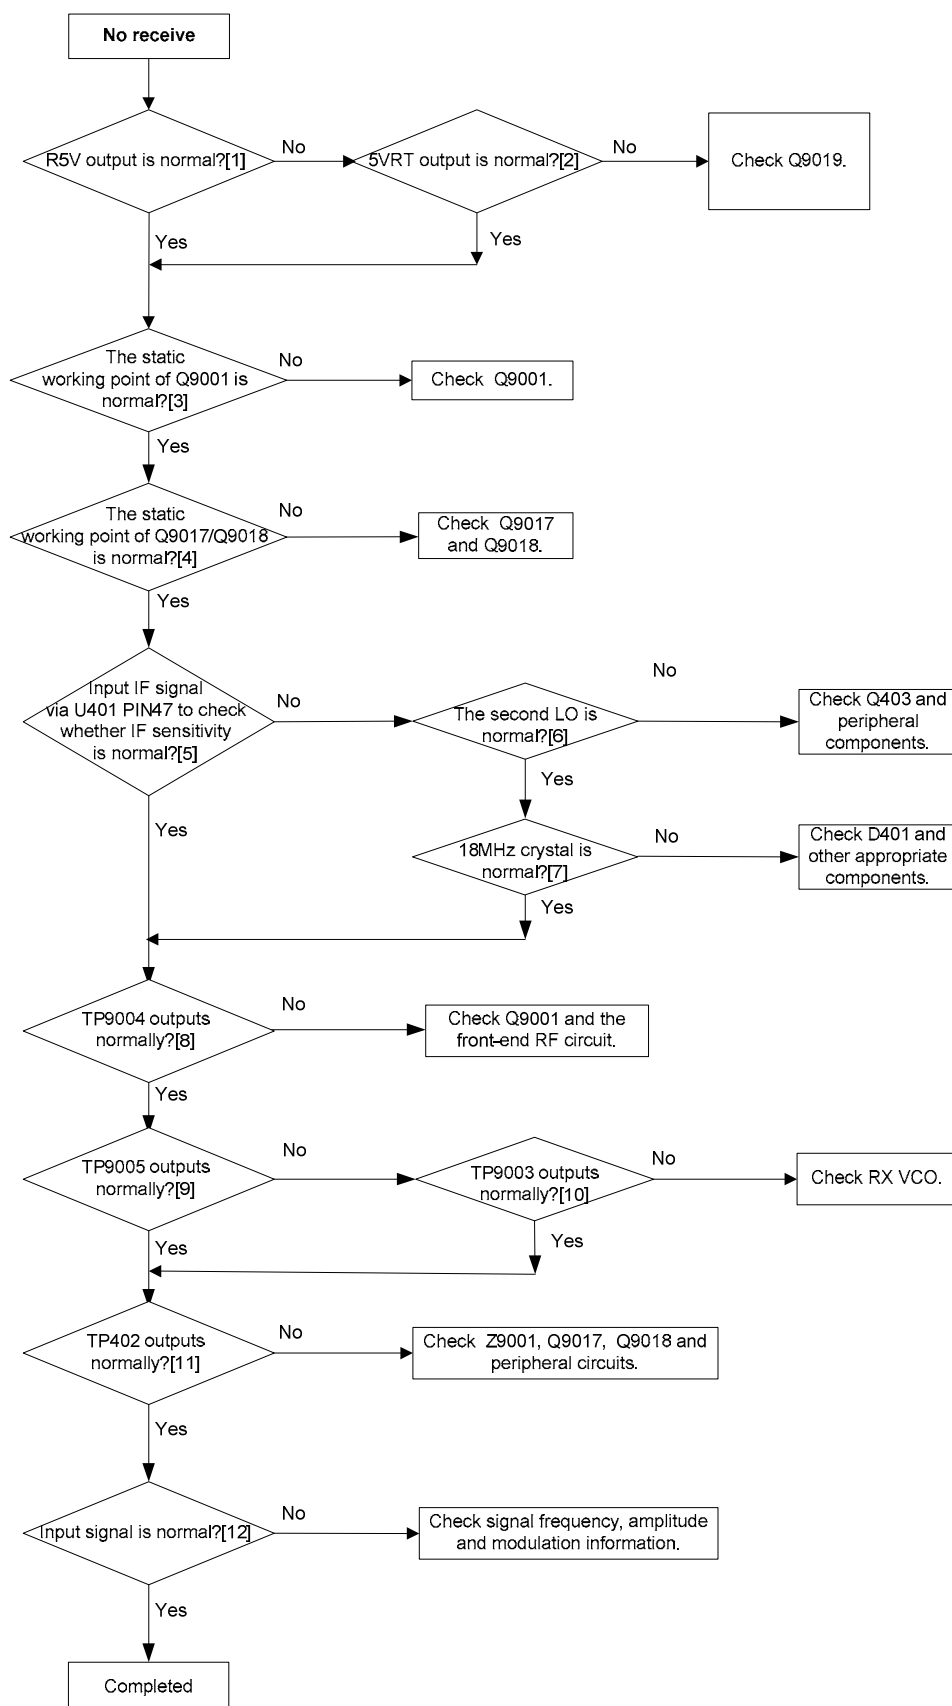 No receive
R5V output is normal?[1]
No
5VRT output is normal?[2]
No
Check Q9019.
Yes
Yes
The static
working point of Q9001 is
normal?[3]
No
Check Q9001.
Yes
The static
working point of Q9017/Q9018
is normal?[4]
No
Check Q9017
and Q9018.
Yes
Input IF signal
via U401 PIN47 to check
whether IF sensitivity
is normal?[5]
No
The second LO is
normal?[6]
No
Check Q403 and
peripheral
components.
Yes
Yes
18MHz crystal is
normal?[7]
No
Check D401 and
other appropriate
components.
Yes
TP9004 outputs
normally?[8]
No
Check Q9001 and the
front-end RF circuit.
Yes
TP9005 outputs
normally?[9]
No
TP9003 outputs
normally?[10]
No
Check RX VCO.
Yes
Yes
TP402 outputs
normally?[11]
No
Check Z9001, Q9017, Q9018 and
peripheral circuits.
Yes
Input signal is normal?[12]
No
Check signal frequency, amplitude
and modulation information.
Yes
Completed